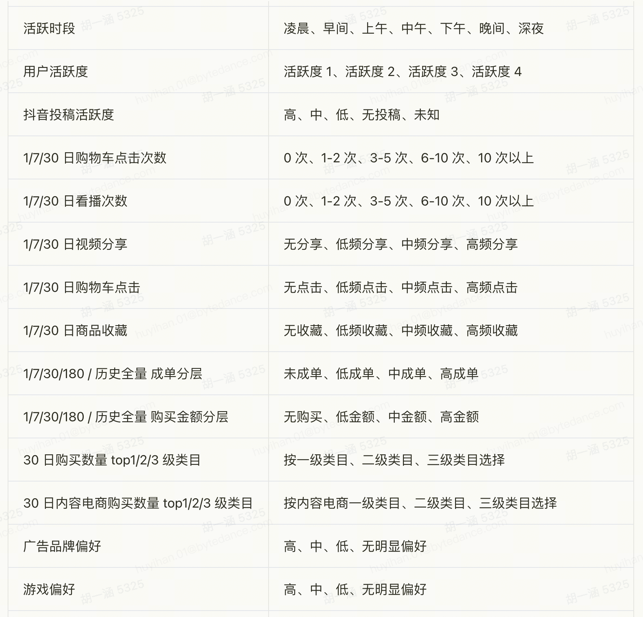 活跃时段 凌晨、早间、上午、中午、下午、晚间、深夜
用户活跃度 活跃度 1、活跃度 2、活跃度 3、活跃度 4
抖音投稿活跃度 高、中、低、无投稿、未知
1/7/30 日购物车点击次数 0 次、1-2 次、3-5 次、6-10 次、10 次以上
1/7/30 日看播次数 0 次、1-2 次、3-5 次、6-10 次、10 次以上
1/7/30 日视频分享 无分享、低频分享、中频分享、高频分享
1/7/30 日购物车点击 无点击、低频点击、中频点击、高频点击
1/7/30 日商品收藏 无收藏、低频收藏、中频收藏、高频收藏
1/7/30/180 / 历史全量 成单分层 未成单、低成单、中成单、高成单
1/7/30/180 / 历史全量 购买金额分层 无购买、低金额、中金额、高金额
30 日购买数量 top1/2/3 级类目 按一级类目、二级类目、三级类目选择
30 日内容电商购买数量 top1/2/3 级类目 按内容电商一级类目、二级类目、三级类目选择
广告品牌偏好 高、中、低、无明显偏好
游戏偏好 高、中、低、无明显偏好